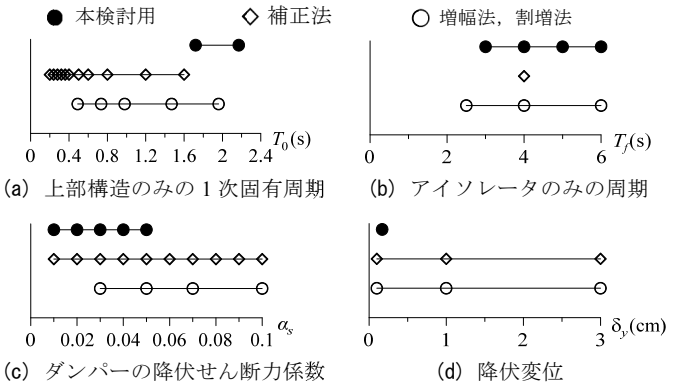 ● 本検討用 ◇ 補正法 ○ 増幅法，割増法
0 0.4 0.8 1.2 1.6 2 2.4 T₀(s)
(a) 上部構造のみの 1 次固有周期
0 2 4 6 T_f(s)
(b) アイソレータのみの周期
0 0.02 0.04 0.06 0.08 0.1 α_s
(c) ダンパーの降伏せん断力係数
0 1 2 3 δ_y(cm)
(d) 降伏変位